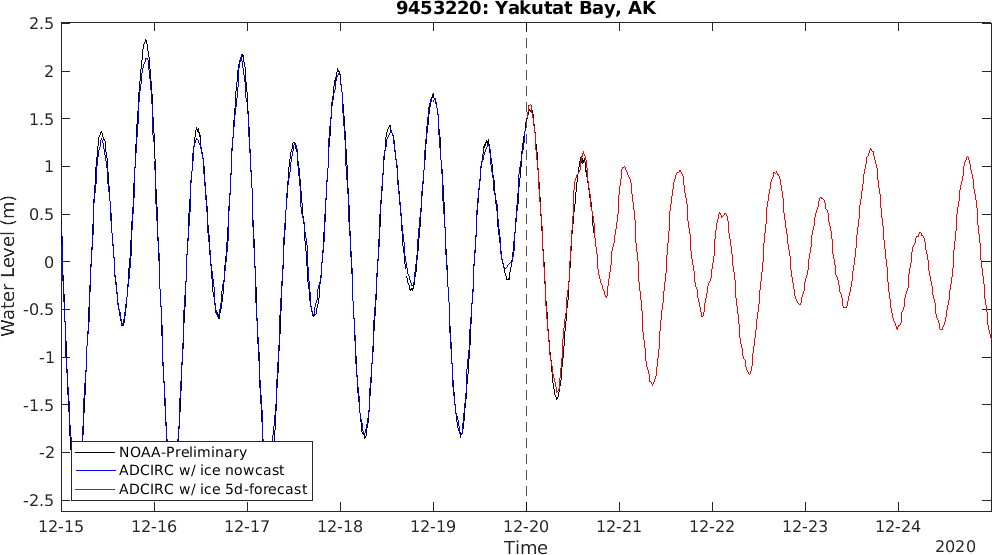 9453220: Yakutat Bay, AK
2.5
2
1.5
1
0.5
0
-0.5
-1
-1.5
-2
-2.5
Water Level (m)
NOAA-Preliminary
ADCIRC w/ ice nowcast
ADCIRC w/ ice 5d-forecast
12-15 12-16 12-17 12-18 12-19 12-20 12-21 12-22 12-23 12-24
Time
2020